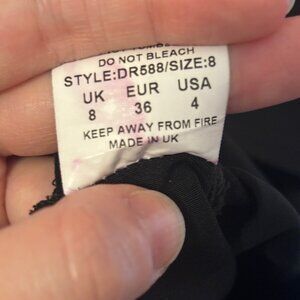 DO NOT BLEACH
STYLE:DR588/SIZE:8
UK EUR USA
8 36 4
KEEP AWAY FROM FIRE
MADE IN UK